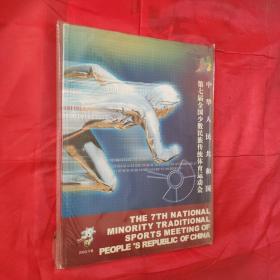 中华人民共和国
第七届全国少数民族传统体育运动会
THE 7TH NATIONAL
MINORITY TRADITIONAL
SPORTS MEETING OF
PEOPLE'S REPUBLIC OF CHINA